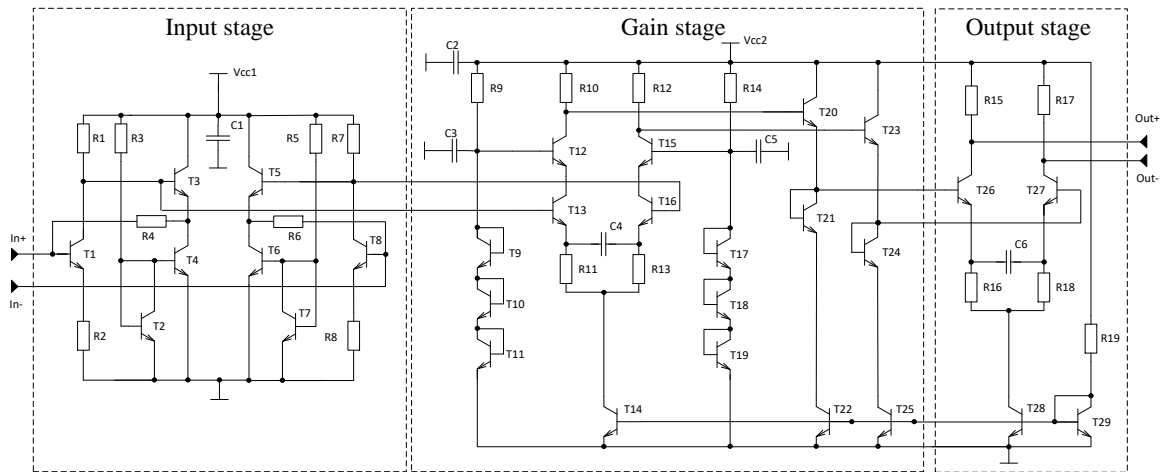 Input stage
Gain stage
Output stage
Vcc1
Vcc2
C2
R1
R3
C1
R5
R7
R9
R10
R12
R14
R15
R17
T20
T23
Out+
Out-
C3
T12
T15
C5
T3
T5
T26
T27
T13
T16
T21
In+
R4
R6
C4
T1
T4
T6
T8
T9
R11
R13
T17
T24
C6
In-
R16
R18
T10
T18
R2
T2
T7
R8
T11
T19
R19
T14
T22
T25
T28
T29